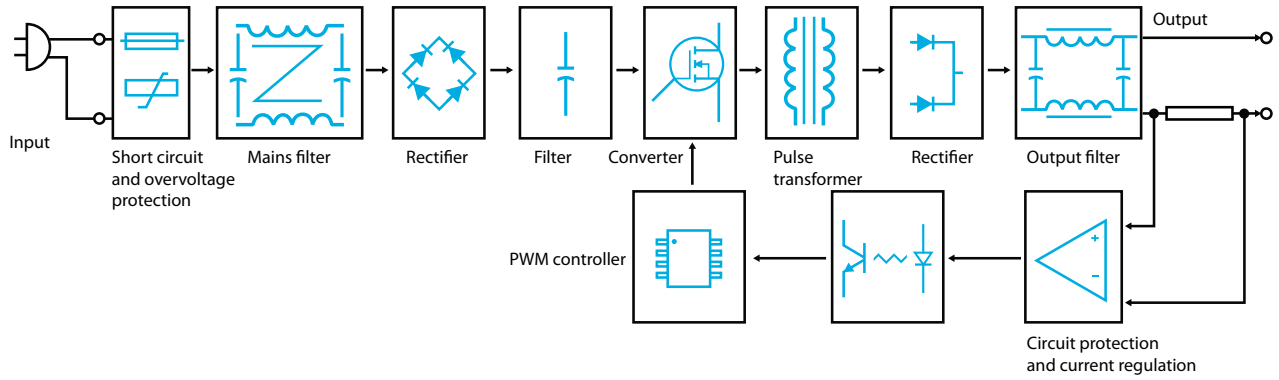 Output
Input
Short circuit
and overvoltage
protection
Mains filter
Rectifier
Filter
Converter
Pulse
transformer
Rectifier
Output filter
PWM controller
+
−
Circuit protection
and current regulation